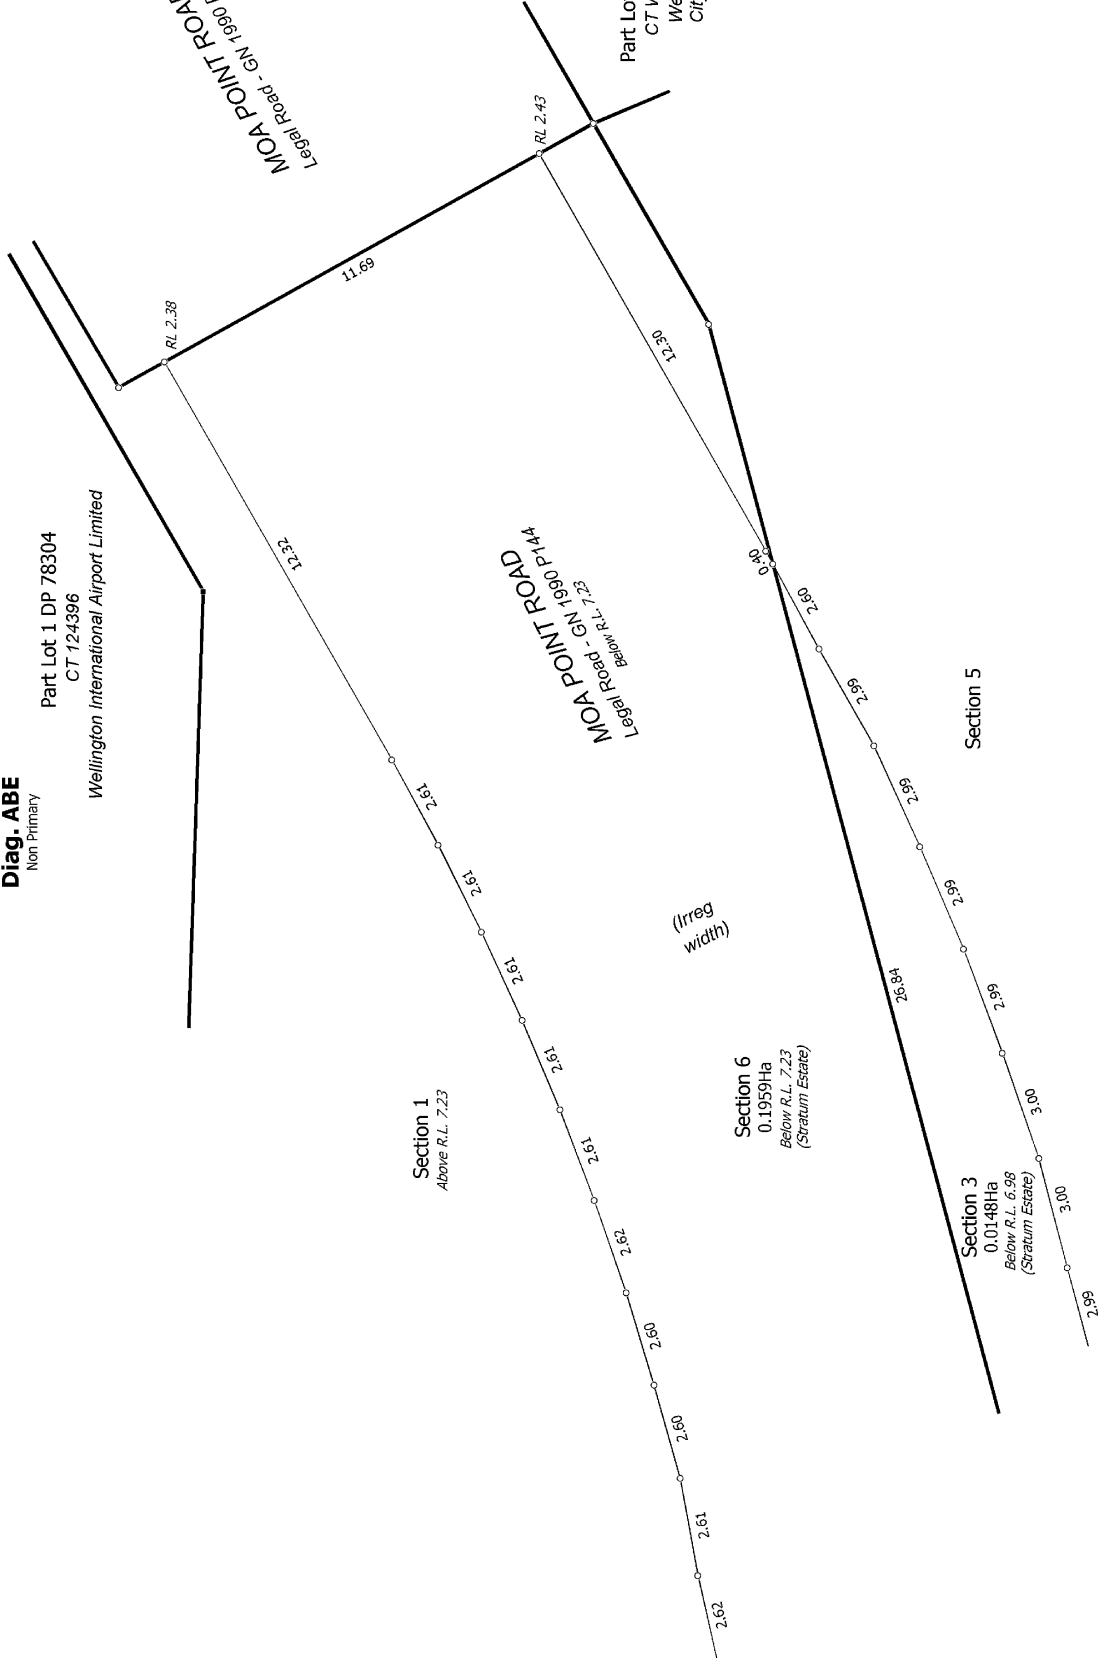 Diag. ABE
Non Primary
Part Lot 1 DP 78304
CT 124396
Wellington International Airport Limited
MOA POINT ROAD
Legal Road - GN 1990
RL 2.38
11.69
RL 2.43
Part Lo
CT
We
City
12.32
12.30
0.40
MOA POINT ROAD
Legal Road - GN 1990 P144
Below R.L. 7.23
2.60
2.99
2.99
2.99
2.99
3.00
3.00
2.99
Section 5
2.61
2.61
2.61
2.61
2.61
2.62
2.60
2.60
2.61
2.62
(Irreg
width)
26.84
Section 1
Above R.L. 7.23
Section 6
0.1959Ha
Below R.L. 7.23
(Stratum Estate)
Section 3
0.0148Ha
Below R.L. 6.98
(Stratum Estate)